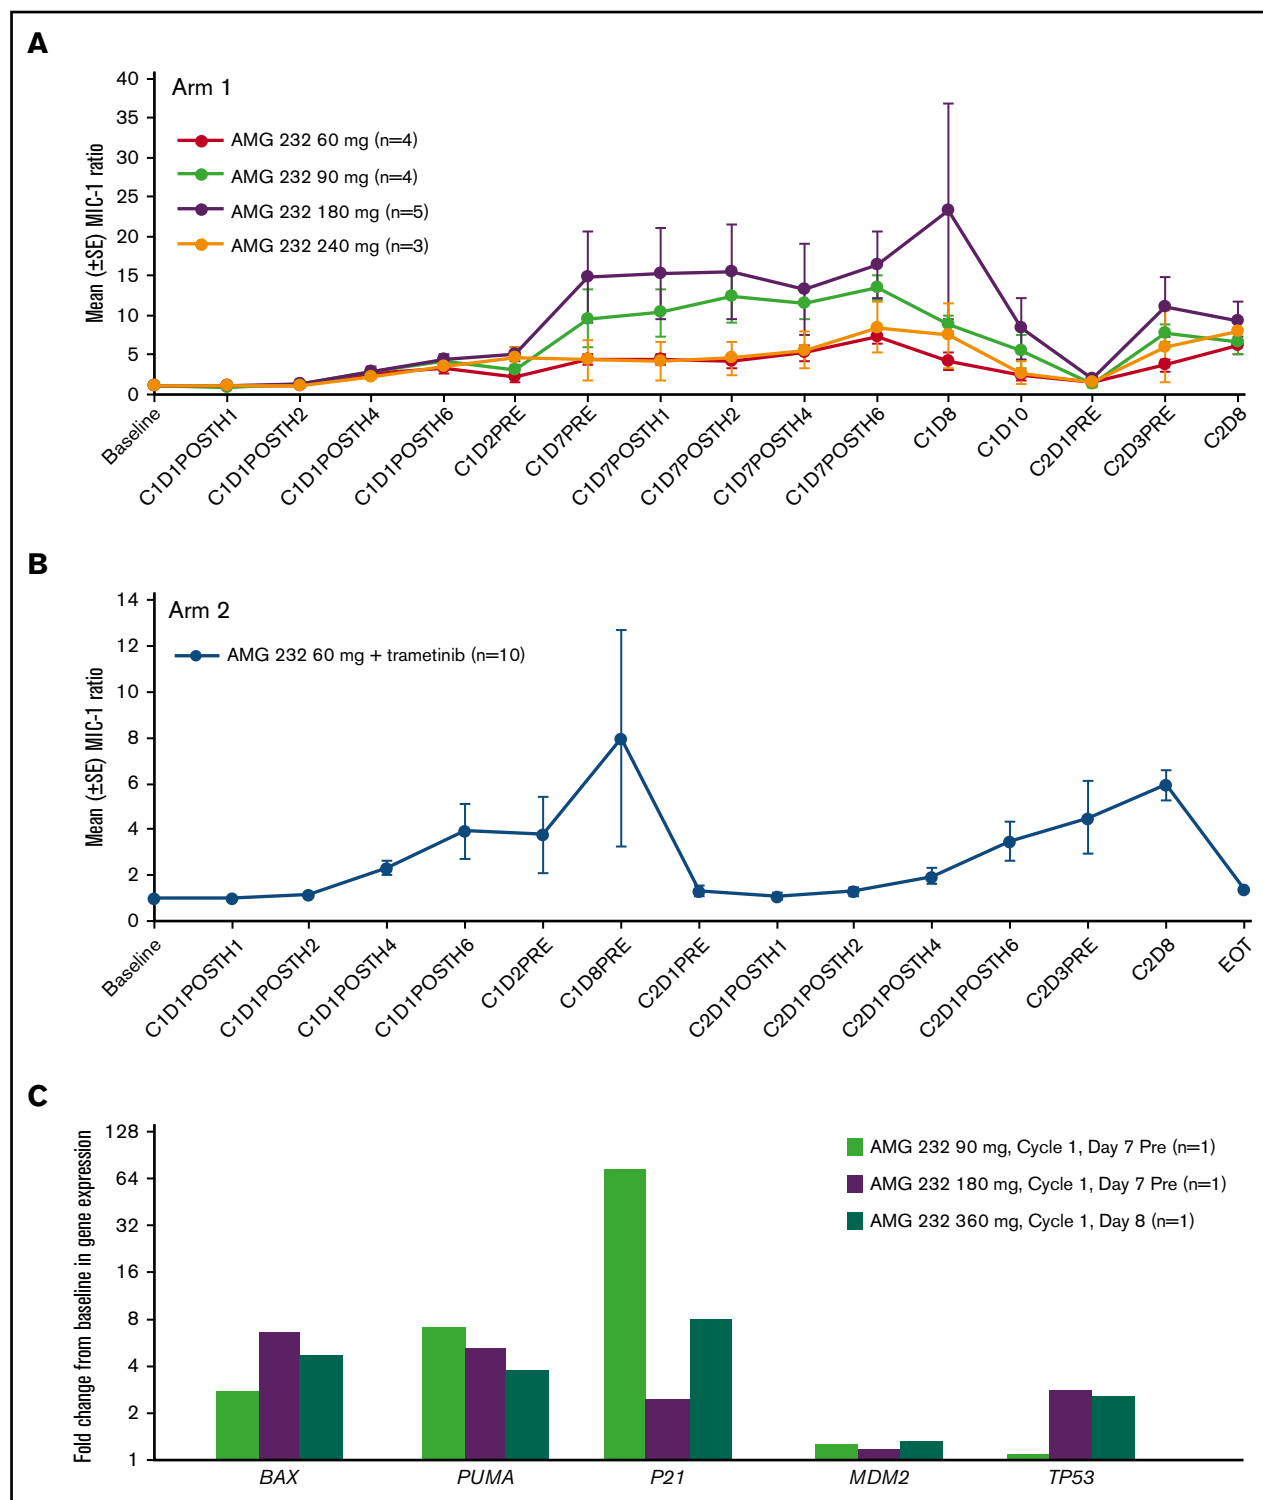 A
Arm 1
AMG 232 60 mg (n=4)
AMG 232 90 mg (n=4)
AMG 232 180 mg (n=5)
AMG 232 240 mg (n=3)
Mean (±SE) MIC-1 ratio
40
35
30
25
20
15
10
5
0
Baseline
C1D1POSTH1
C1D1POSTH2
C1D1POSTH4
C1D1POSTH6
C1D2PRE
C1D7PRE
C1D7POSTH1
C1D7POSTH2
C1D7POSTH4
C1D7POSTH6
C1D8
C1D10
C2D1PRE
C2D3PRE
C2D8
B
Arm 2
AMG 232 60 mg + trametinib (n=10)
Mean (±SE) MIC-1 ratio
14
12
10
8
6
4
2
0
Baseline
C1D1POSTH1
C1D1POSTH2
C1D1POSTH4
C1D1POSTH6
C1D2PRE
C1D8PRE
C2D1PRE
C2D1POSTH1
C2D1POSTH2
C2D1POSTH4
C2D1POSTH6
C2D3PRE
C2D8
EOT
C
Fold change from baseline in gene expression
128
64
32
16
8
4
2
1
AMG 232 90 mg, Cycle 1, Day 7 Pre (n=1)
AMG 232 180 mg, Cycle 1, Day 7 Pre (n=1)
AMG 232 360 mg, Cycle 1, Day 8 (n=1)
BAX
PUMA
P21
MDM2
TP53